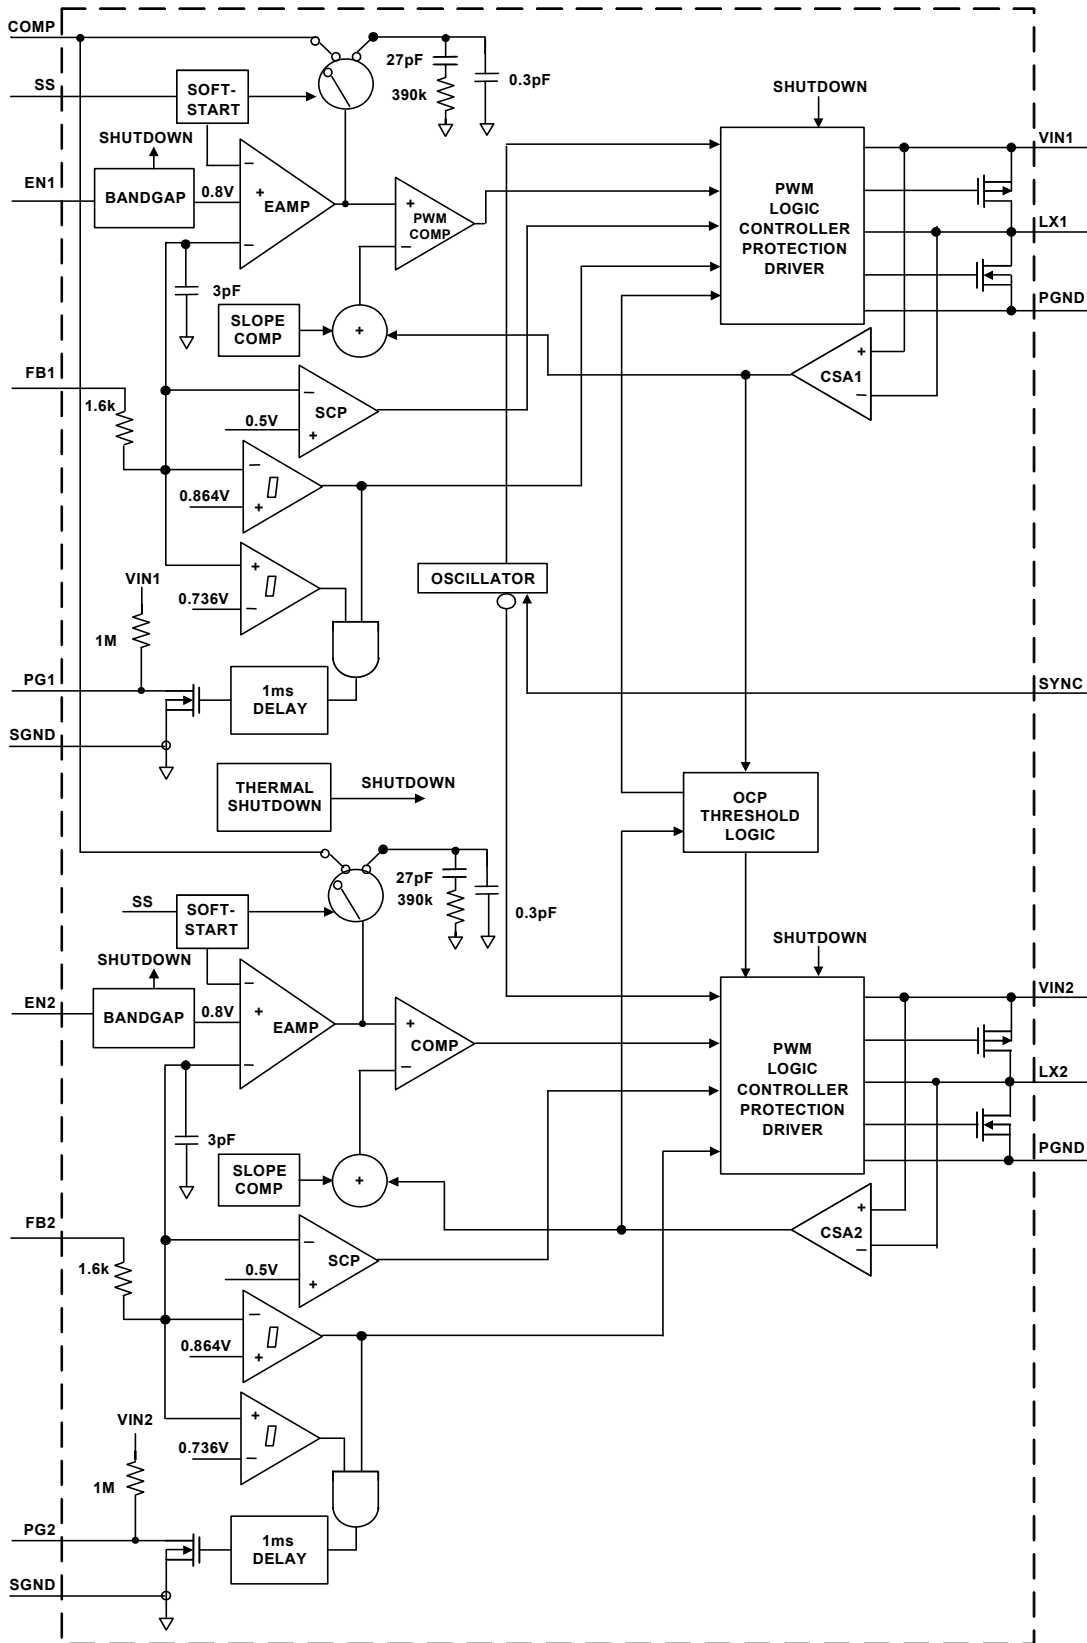 COMP
27pF
0.3pF
390k
SS
SOFT-
START
SHUTDOWN
SHUTDOWN
VIN1
EN1
BANDGAP
0.8V
+
−
−
EAMP
+
−
PWM
COMP
PWM
LOGIC
CONTROLLER
PROTECTION
DRIVER
LX1
3pF
SLOPE
COMP
+
PGND
+
−
CSA1
FB1
1.6k
−
+
SCP
0.5V
−
+
0.864V
+
−
0.736V
VIN1
1M
OSCILLATOR
PG1
1ms
DELAY
SYNC
SGND
THERMAL
SHUTDOWN
SHUTDOWN
OCP
THRESHOLD
LOGIC
27pF
390k
0.3pF
SS
SOFT-
START
SHUTDOWN
SHUTDOWN
VIN2
EN2
BANDGAP
0.8V
−
+
−
EAMP
+
−
COMP
PWM
LOGIC
CONTROLLER
PROTECTION
DRIVER
LX2
3pF
SLOPE
COMP
+
PGND
+
−
CSA2
FB2
1.6k
−
+
SCP
0.5V
−
+
0.864V
+
−
0.736V
VIN2
1M
PG2
1ms
DELAY
SGND